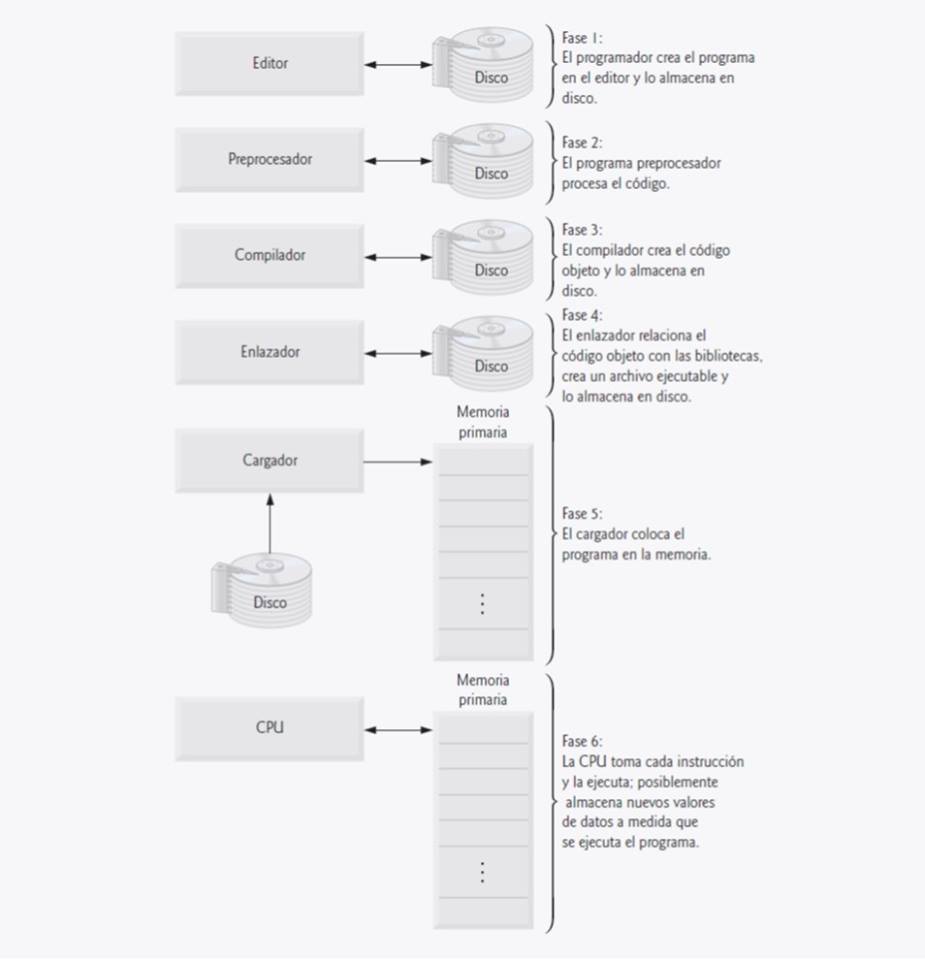 Editor
Disco
Fase 1:
El programador crea el programa
en el editor y lo almacena en
disco.
Preprocesador
Disco
Fase 2:
El programa preprocesador
procesa el código.
Compilador
Disco
Fase 3:
El compilador crea el código
objeto y lo almacena en
disco.
Enlazador
Disco
Fase 4:
El enlazador relaciona el
código objeto con las bibliotecas,
crea un archivo ejecutable y
lo almacena en disco.
Memoria
primaria
Cargador
Disco
Fase 5:
El cargador coloca el
programa en la memoria.
Memoria
primaria
CPU
Fase 6:
La CPU toma cada instrucción
y la ejecuta; posiblemente
almacena nuevos valores
de datos a medida que
se ejecuta el programa.